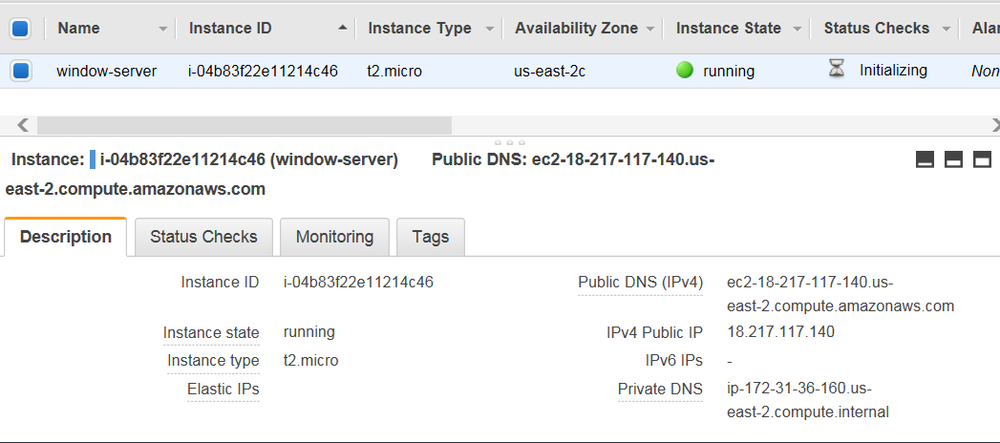 Name Instance ID Instance Type Availability Zone Instance State Status Checks Alar
window-server i-04b83f22e11214c46 t2.micro us-east-2c running Initializing Non
Instance: i-04b83f22e11214c46 (window-server) Public DNS: ec2-18-217-117-140.us-
east-2.compute.amazonaws.com
Description Status Checks Monitoring Tags
Instance ID i-04b83f22e11214c46 Public DNS (IPv4) ec2-18-217-117-140.us-
east-2.compute.amazonaws.com
Instance state running IPv4 Public IP 18.217.117.140
Instance type t2.micro IPv6 IPs -
Elastic IPs Private DNS ip-172-31-36-160.us-
east-2.compute.internal